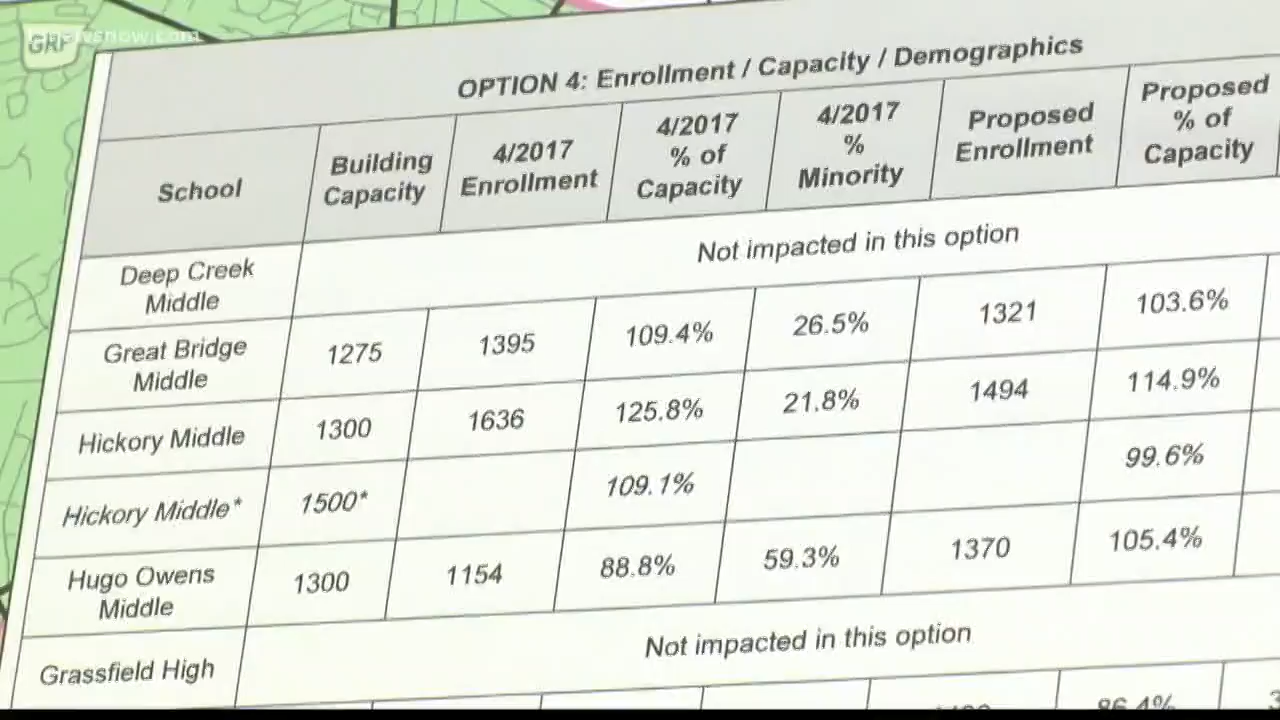 GRF
OPTION 4: Enrollment / Capacity / Demographics
School
Building
Capacity
4/2017
Enrollment
4/2017
% of
Capacity
4/2017
%
Minority
Proposed
Enrollment
Proposed
% of
Capacity
Deep Creek
Middle
Not impacted in this option
Great Bridge
Middle
1275
1395
109.4%
26.5%
1321
103.6%
Hickory Middle
1300
1636
125.8%
21.8%
1494
114.9%
Hickory Middle*
1500*
109.1%
99.6%
Hugo Owens
Middle
1300
1154
88.8%
59.3%
1370
105.4%
Grassfield High
Not impacted in this option
86.4%